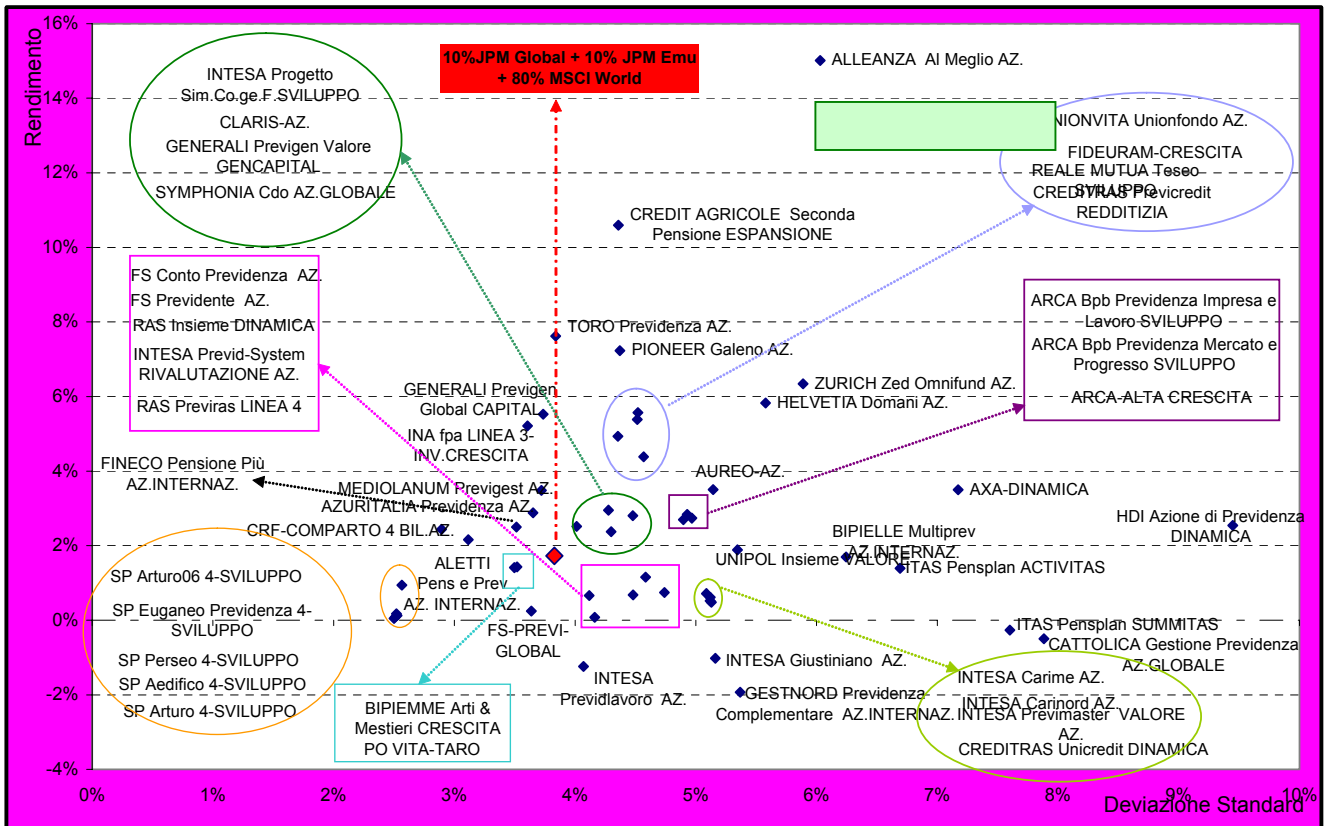 16%
14%
12%
10%
8%
6%
4%
2%
0%
-2%
-4%
Rendimento
INTESA Progetto
Sim.Co.ge.F.SVILUPPO
CLARIS-AZ.
GENERALI Previgen Valore
GENCAPITAL
SYMPHONIA Cdo AZ.GLOBALE
10%JPM Global + 10% JPM Emu
+ 80% MSCI World
ALLEANZA Al Meglio AZ.
NIONVITA Unionfondo AZ.
FIDEURAM-CRESCITA
REALE MUTUA Teseo
SVILUPPO
CREDITRAS Previcredit
REDDITIZIA
CREDIT AGRICOLE Seconda
Pensione ESPANSIONE
FS Conto Previdenza AZ.
FS Previdente AZ.
RAS Insieme DINAMICA
INTESA Previd-System
RIVALUTAZIONE AZ.
RAS Previras LINEA 4
ARCA Bpb Previdenza Impresa e
Lavoro SVILUPPO
ARCA Bpb Previdenza Mercato e
Progresso SVILUPPO
ARCA-ALTA CRESCITA
TORO Previdenza AZ.
PIONEER Galeno AZ.
ZURICH Zed Omnifund AZ.
HELVETIA Domani AZ.
GENERALI Previgen
Global CAPITAL
INA fpa LINEA 3-
INV.CRESCITA
FINECO Pensione Più
AZ.INTERNAZ.
MEDIOLANUM Previgest AZ.
AZURITALIA Previdenza AZ.
CRF-COMPARTO 4 BIL.AZ.
AUREO-AZ.
AXA-DINAMICA
HDI Azione di Previdenza
DINAMICA
BIPIELLE Multiprev
AZ.INTERNAZ.
UNIPOL Insieme VALORE
ITAS Pensplan ACTIVITAS
ALETTI
Pens e Prev
AZ. INTERNAZ.
FS-PREVI-
GLOBAL
SP Arturo06 4-SVILUPPO
SP Euganeo Previdenza 4-
SVILUPPO
SP Perseo 4-SVILUPPO
SP Aedifico 4-SVILUPPO
SP Arturo 4-SVILUPPO
BIPIEMME Arti &
Mestieri CRESCITA
PO VITA-TARO
INTESA
Previdlavoro AZ.
INTESA Giustiniano AZ.
GESTNORD Previdenza
Complementare AZ.INTERNAZ.
ITAS Pensplan SUMMITAS
CATTOLICA Gestione Previdenza
AZ.GLOBALE
INTESA Carime AZ.
INTESA Carinord AZ.
INTESA Previmaster VALORE
AZ.
CREDITRAS Unicredit DINAMICA
0%
1%
2%
3%
4%
5%
6%
7%
8%
9%
10%
Deviazione Standard